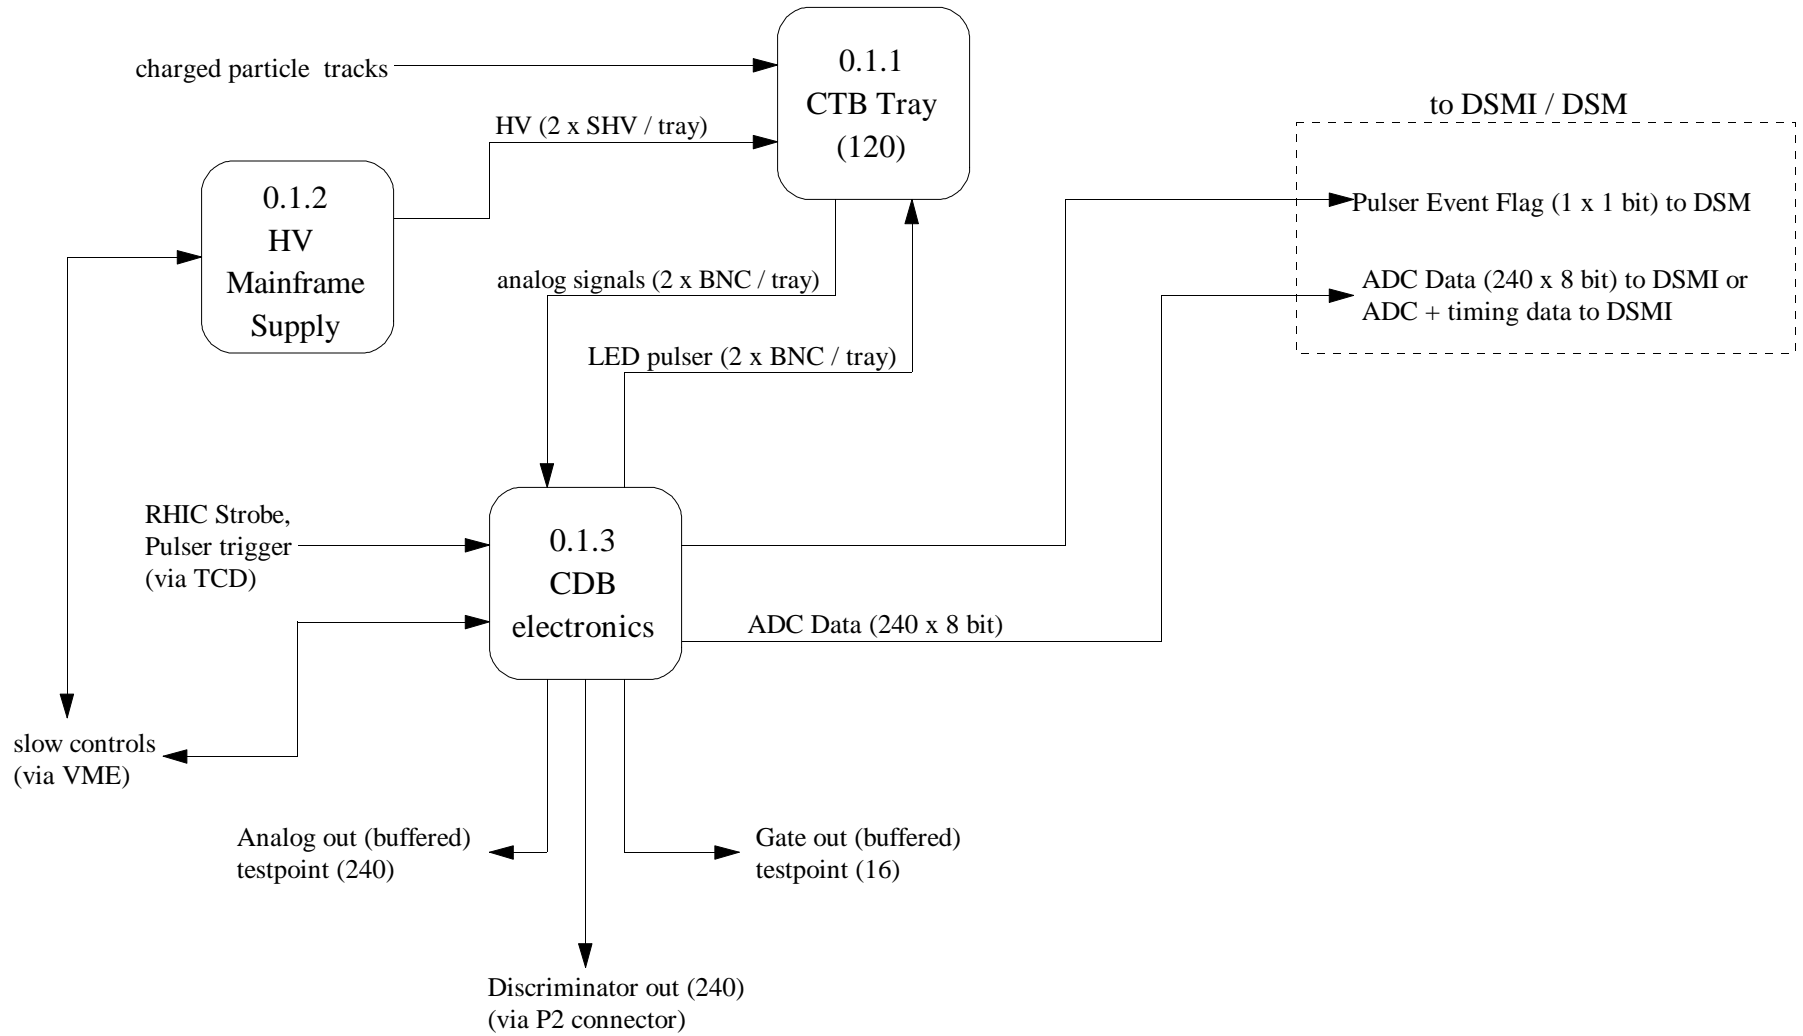 0.1.1
CTB Tray
(120)
charged particle tracks
to DSMI / DSM
HV (2 x SHV / tray)
0.1.2
HV
Mainframe
Supply
Pulser Event Flag (1 x 1 bit) to DSM
analog signals (2 x BNC / tray)
ADC Data (240 x 8 bit) to DSMI or
ADC + timing data to DSMI
LED pulser (2 x BNC / tray)
RHIC Strobe,
Pulser trigger
(via TCD)
0.1.3
CDB
electronics
ADC Data (240 x 8 bit)
slow controls
(via VME)
Analog out (buffered)
testpoint (240)
Gate out (buffered)
testpoint (16)
Discriminator out (240)
(via P2 connector)